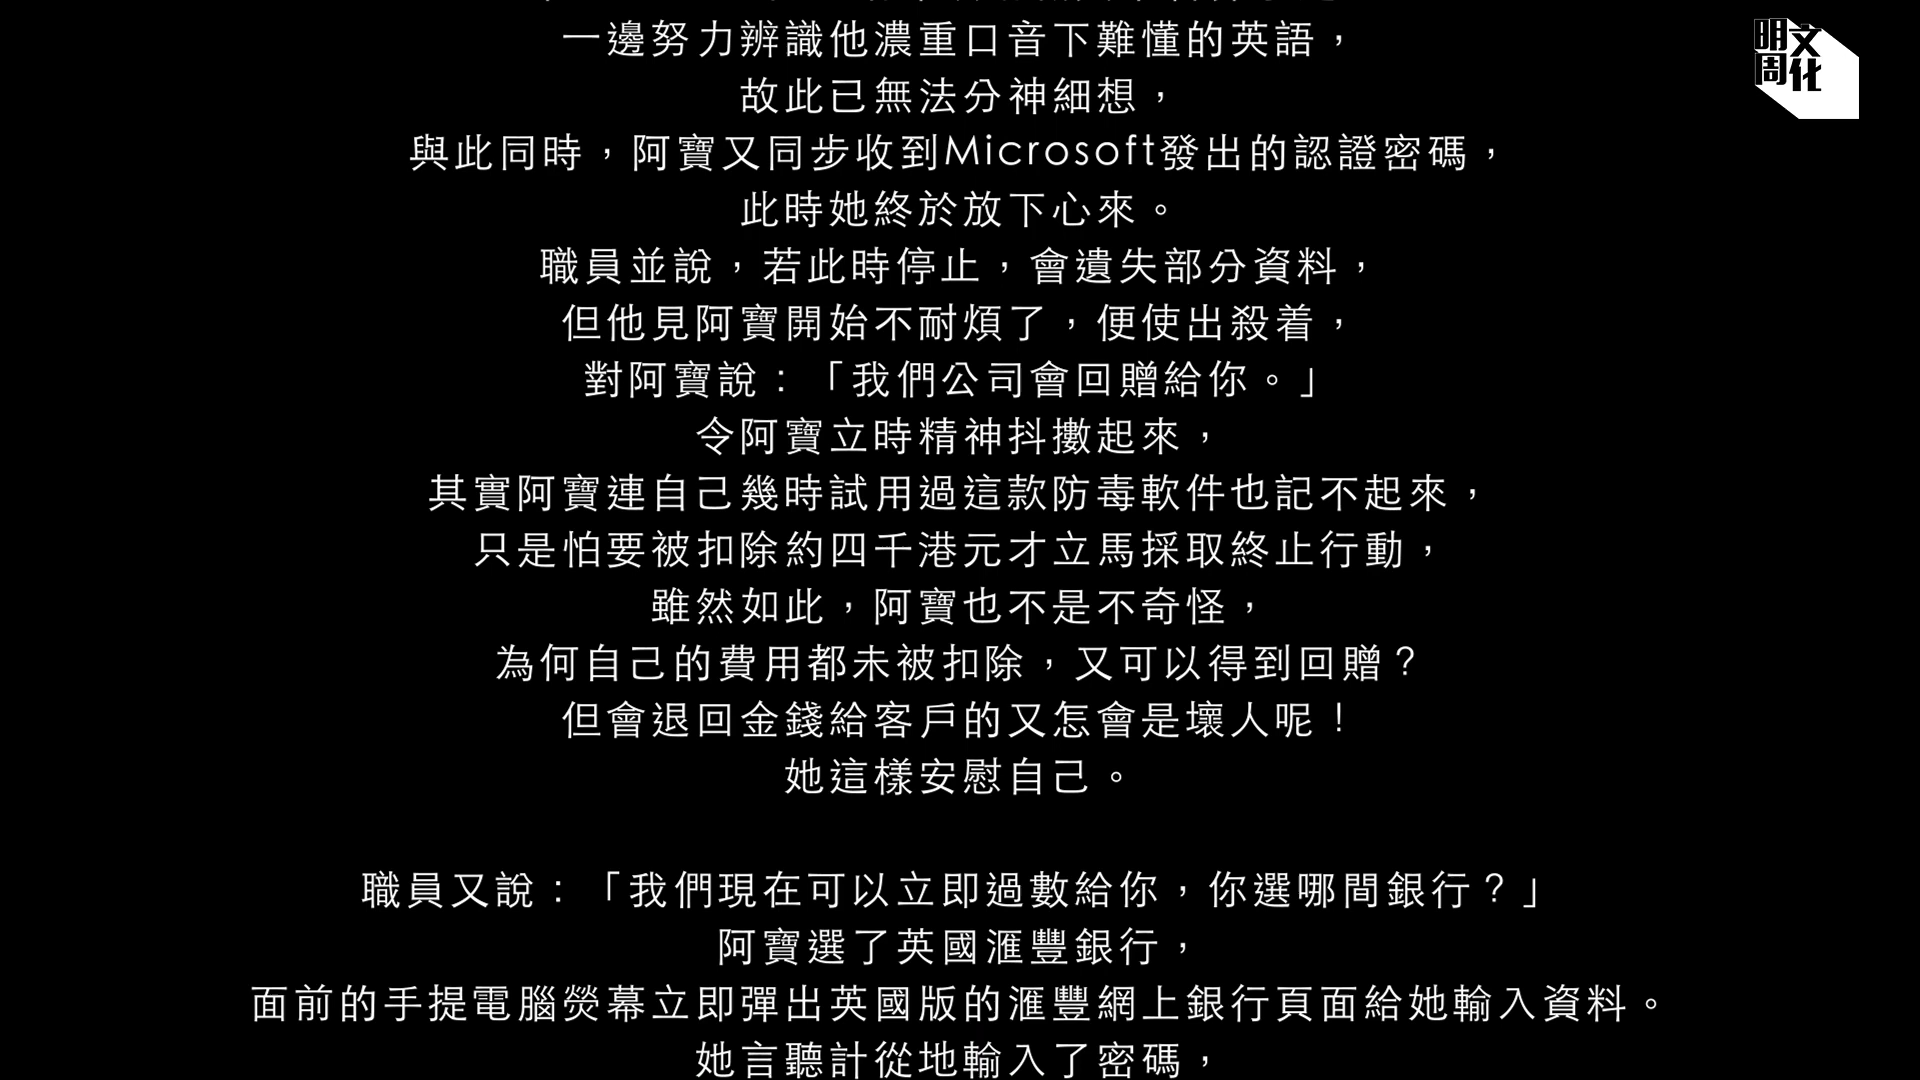 一邊努力辨識他濃重口音下難懂的英語，
故此已無法分神細想，
與此同時，阿寶又同步收到Microsoft發出的認證密碼，
此時她終於放下心來。
職員並說，若此時停止，會遺失部分資料，
但他見阿寶開始不耐煩了，便使出殺着，
對阿寶說：「我們公司會回贈給你。」
令阿寶立時精神抖擻起來，
其實阿寶連自己幾時試用過這款防毒軟件也記不起來，
只是怕要被扣除約四千港元才立馬採取終止行動，
雖然如此，阿寶也不是不奇怪，
為何自己的費用都未被扣除，又可以得到回贈？
但會退回金錢給客戶的又怎會是壞人呢！
她這樣安慰自己。
職員又說：「我們現在可以立即過數給你，你選哪間銀行？」
阿寶選了英國滙豐銀行，
面前的手提電腦熒幕立即彈出英國版的滙豐網上銀行頁面給她輸入資料。
她言聽計從地輸入了密碼，
明周文化